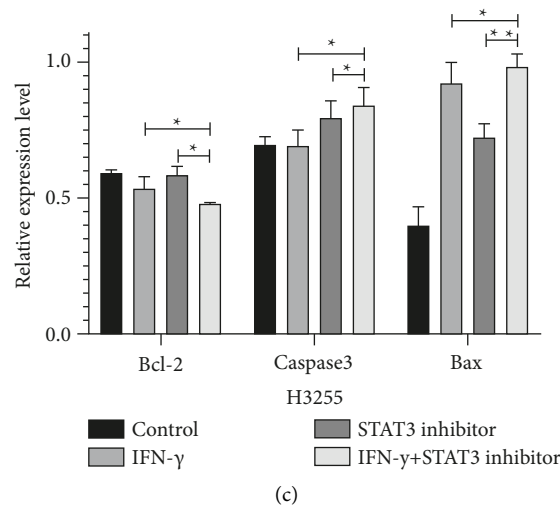 *
*
* *
1.0
*
*
*
0.5
0.0
Relative expression level
Bcl-2 Caspase3 Bax
H3255
Control STAT3 inhibitor
IFN-γ IFN-y+STAT3 inhibitor
(c)